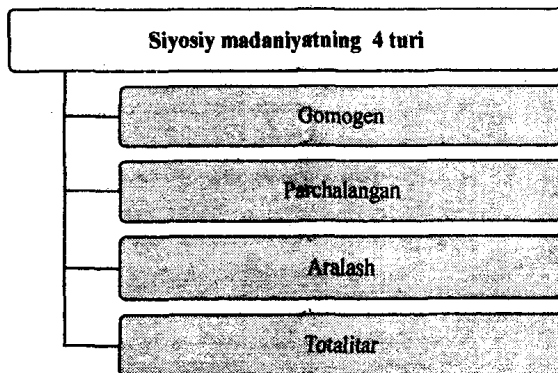 Siyosiy madaniyatning 4 turi
Gomogen
Parchalangan
Aralash
Totalitar